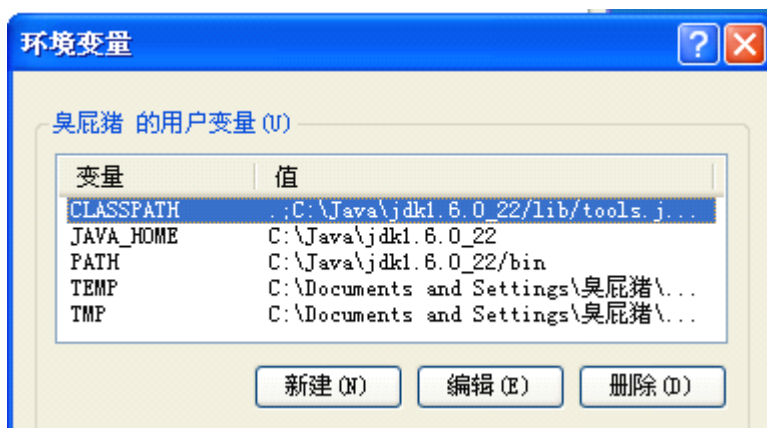 环境变量
臭屁猪 的用户变量(U)
变量 值
CLASSPATH .;C:\Java\jdk1.6.0_22/lib/tools.j...
JAVA_HOME C:\Java\jdk1.6.0_22
PATH C:\Java\jdk1.6.0_22/bin
TEMP C:\Documents and Settings\臭屁猪\...
TMP C:\Documents and Settings\臭屁猪\...
新建(N) 编辑(E) 删除(D)